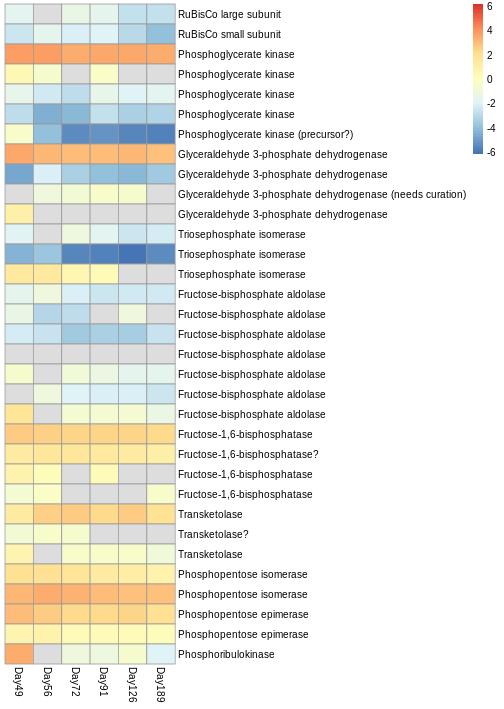 RuBisCo large subunit
RuBisCo small subunit
Phosphoglycerate kinase
Phosphoglycerate kinase
Phosphoglycerate kinase
Phosphoglycerate kinase
Phosphoglycerate kinase (precursor?)
Glyceraldehyde 3-phosphate dehydrogenase
Glyceraldehyde 3-phosphate dehydrogenase
Glyceraldehyde 3-phosphate dehydrogenase (needs curation)
Glyceraldehyde 3-phosphate dehydrogenase
Triosephosphate isomerase
Triosephosphate isomerase
Triosephosphate isomerase
Fructose-bisphosphate aldolase
Fructose-bisphosphate aldolase
Fructose-bisphosphate aldolase
Fructose-bisphosphate aldolase
Fructose-bisphosphate aldolase
Fructose-bisphosphate aldolase
Fructose-bisphosphate aldolase
Fructose-1,6-bisphosphatase
Fructose-1,6-bisphosphatase?
Fructose-1,6-bisphosphatase
Fructose-1,6-bisphosphatase
Transketolase
Transketolase?
Transketolase
Phosphopentose isomerase
Phosphopentose isomerase
Phosphopentose epimerase
Phosphopentose epimerase
Phosphoribulokinase
Day49
Day56
Day72
Day91
Day126
Day189
6
4
2
0
-2
-4
-6